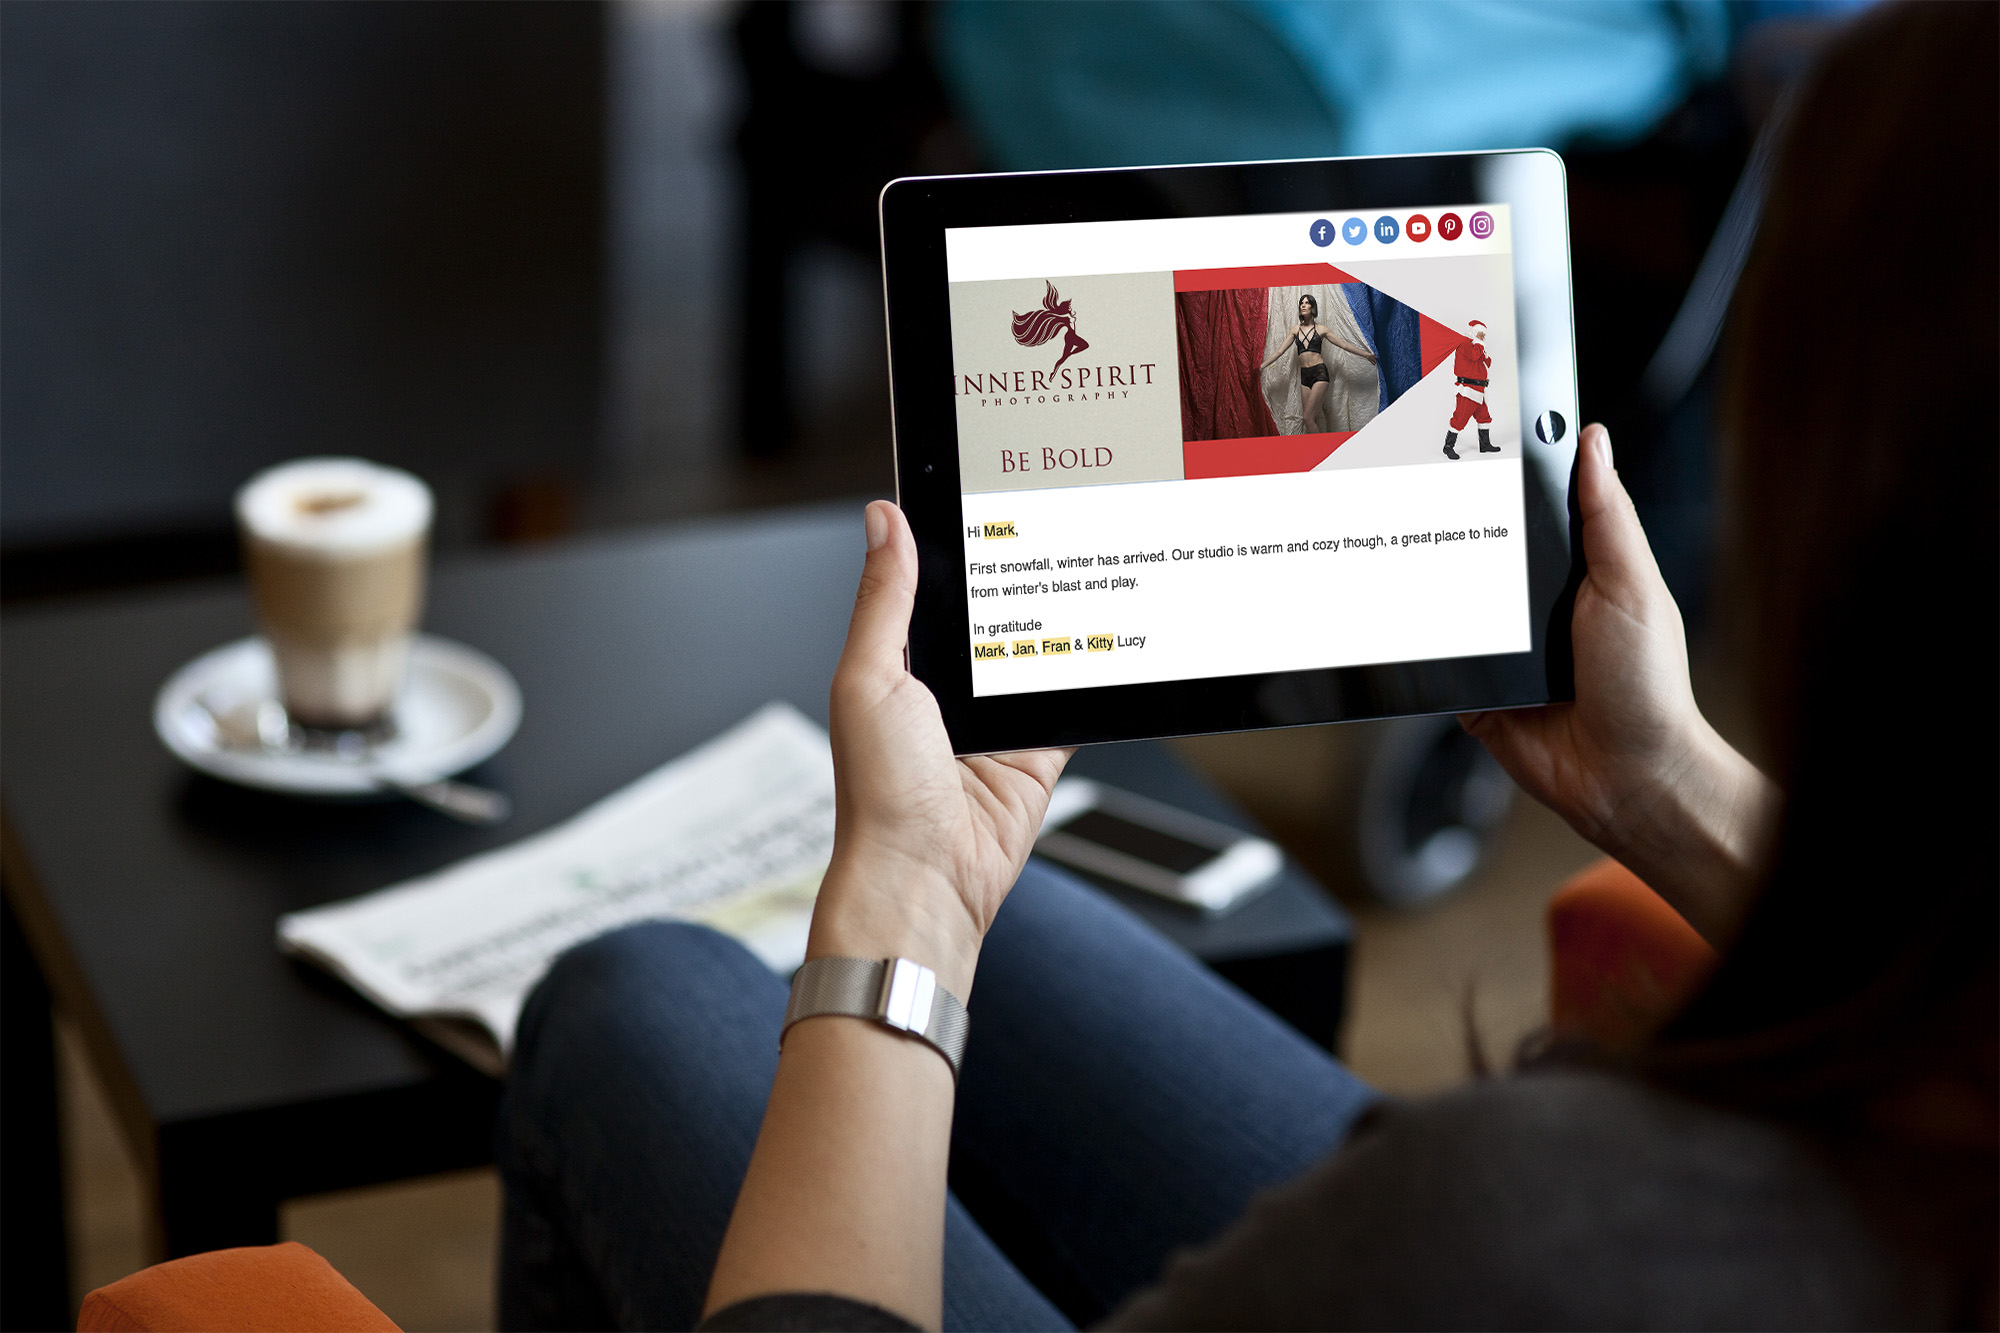 f
in
INNER SPIRIT
PHOTOGRAPHY
BE BOLD
Hi Mark,
First snowfall, winter has arrived. Our studio is warm and cozy though, a great place to hide
from winter's blast and play.
In gratitude
Mark, Jan, Fran & Kitty Lucy